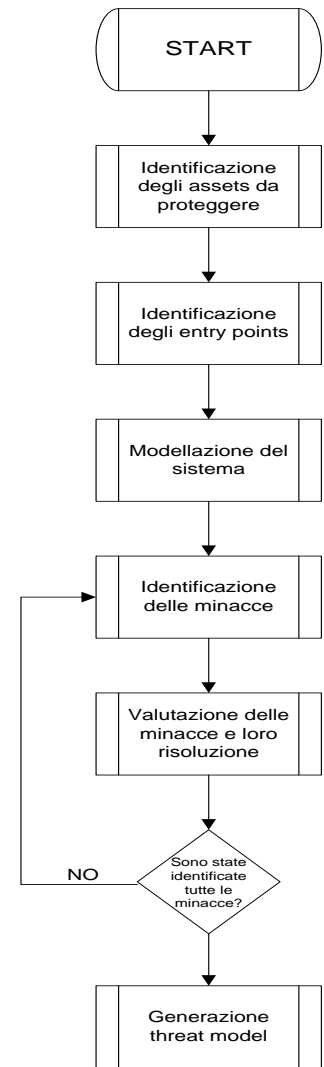 START
Identificazione
degli assets da
proteggere
Identificazione
degli entry points
Modellazione del
sistema
Identificazione
delle minacce
Valutazione delle
minacce e loro
risoluzione
Sono state
identificate
tutte le
minacce?
NO
Generazione
threat model